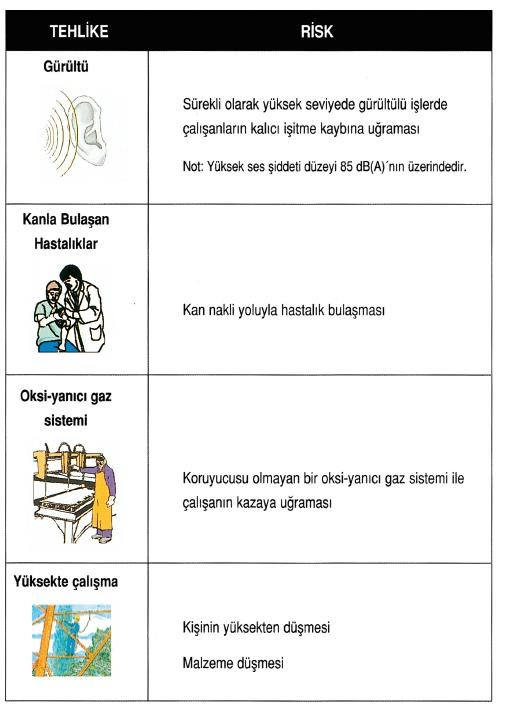 TEHLİKE
RİSK
Gürültü
Sürekli olarak yüksek seviyede gürültülü işlerde
çalışanların kalıcı işitme kaybına uğraması
Not: Yüksek ses şiddeti düzeyi 85 dB(A)´nın üzerindedir.
Kanla Bulaşan
Hastalıklar
Kan nakli yoluyla hastalık bulaşması
Oksi-yanıcı gaz
sistemi
Koruyucusu olmayan bir oksi-yanıcı gaz sistemi ile
çalışanın kazaya uğraması
Yüksekte çalışma
Kişinin yüksekten düşmesi
Malzeme düşmesi